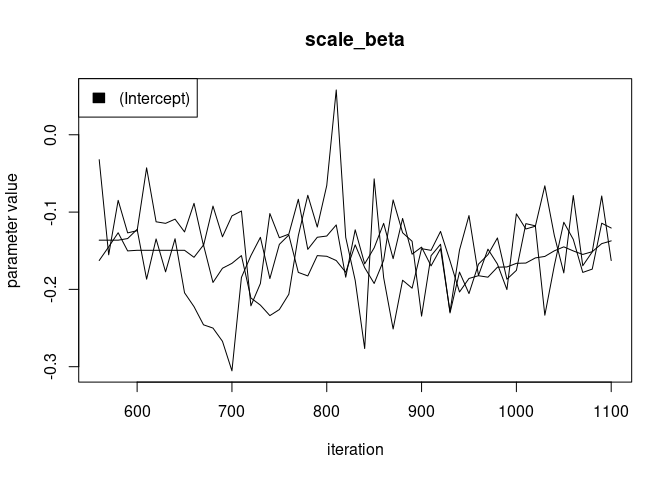 scale_beta
(Intercept)
parameter value
0.0
-0.1
-0.2
-0.3
600 700 800 900 1000 1100
iteration